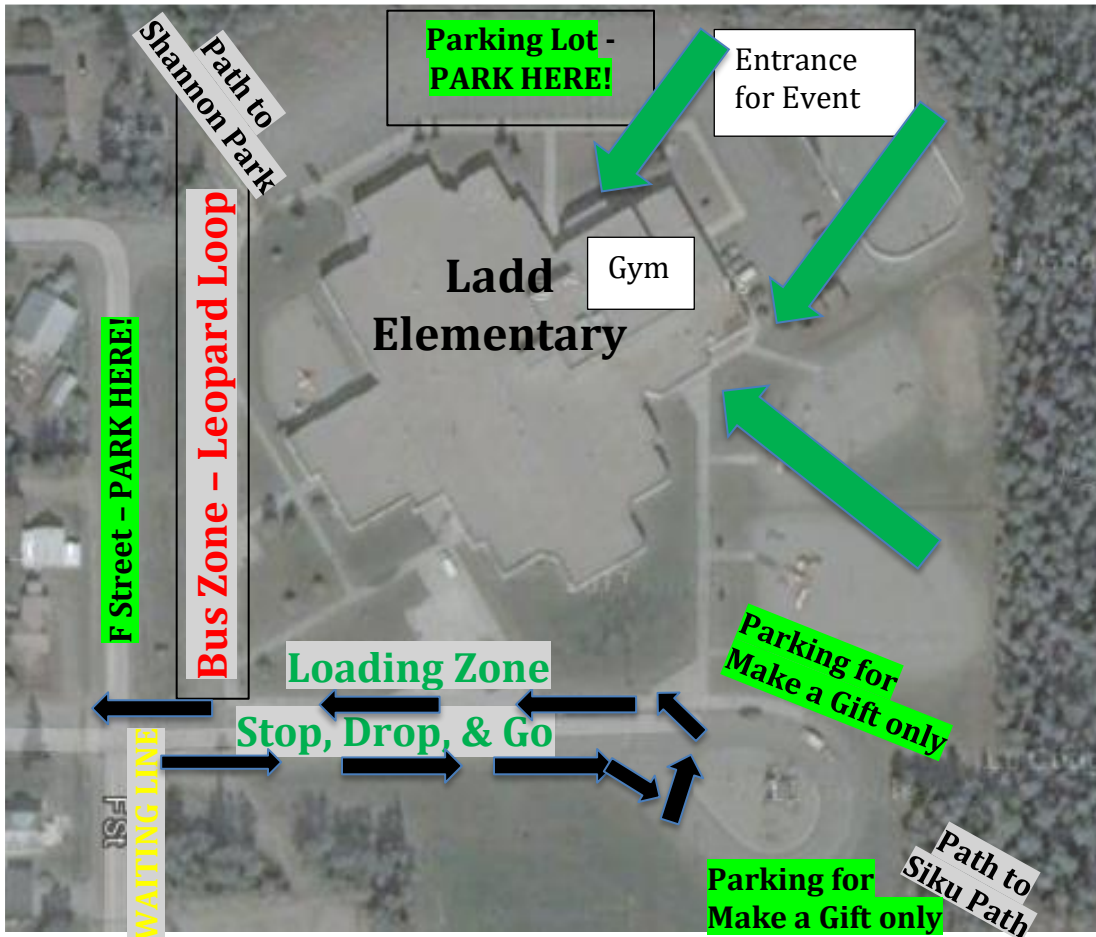 Parking Lot -
PARK HERE!
Entrance
for Event
Path to
Shannon Park
Gym
Ladd
Elementary
F Street – PARK HERE!
Bus Zone – Leopard Loop
Parking for
Make a Gift only
Loading Zone
Stop, Drop, & Go
WAITING LINE
F St
Parking for
Make a Gift only
Path to
Siku Path